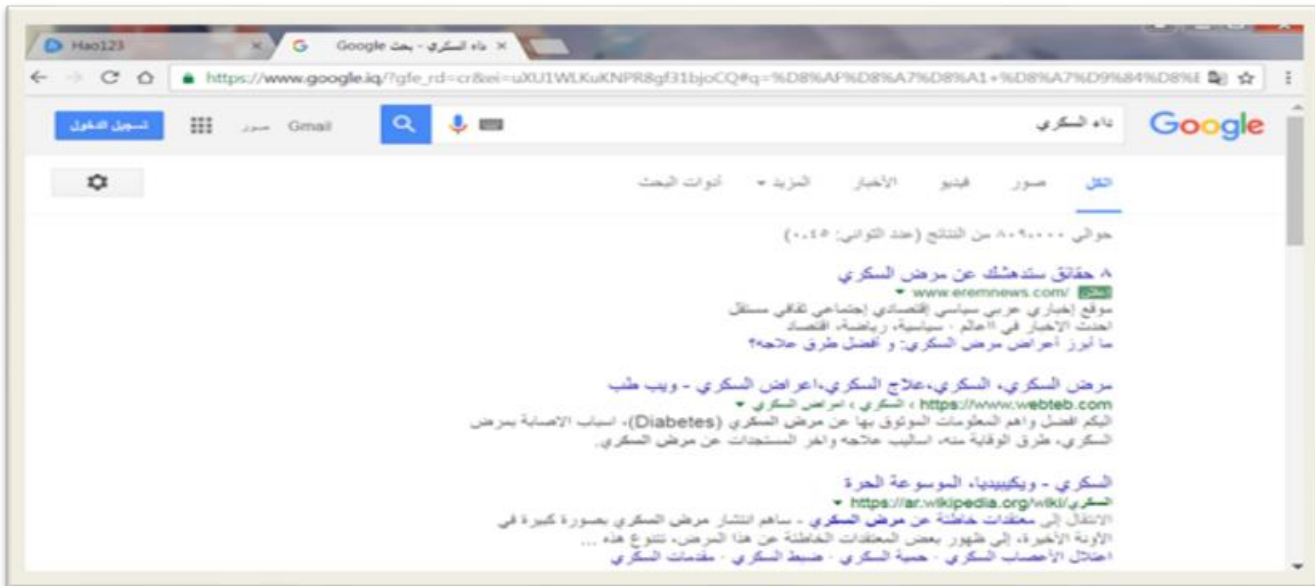 Hao123
داء السكري - بحث Google
https://www.google.iq/?gfe_rd=cr&ei=uXU1WLKuKNPR8gf31bjoCQ#q=%D8%AF%D8%A7%D8%A1+%D8%A7%D9%84%D8%
Google
داء السكري
Gmail صور
تسجيل الدخول
الكل صور فيديو الأخبار المزيد أدوات البحث
حوالي ٨٠٩٠٠٠٠ من النتائج (عدد الثواني: ٠.٤٥)
٨ حقائق ستدهشك عن مرض السكري
إعلان www.eremnews.com/
موقع إخباري عربي سياسي إقتصادي إجتماعي ثقافي مستقل
احدث الاخبار في ااعالم · سياسية، رياضة، اقتصاد
ما أبرز أعراض مرض السكري: و أفضل طرق علاجه؟
مرض السكري، السكري،علاج السكري،اعراض السكري - ويب طب
https://www.webteb.com › السكري › امراض السكري
اليكم افضل واهم المعلومات الموثوق بها عن مرض السكري (Diabetes)، اسباب الاصابة بمرض
السكري، طرق الوقاية منه، اساليب علاجه واخر المستجدات عن مرض السكري.
السكري - ويكيبيديا، الموسوعة الحرة
https://ar.wikipedia.org/wiki/السكري
الانتقال إلى معتقدات خاطئة عن مرض السكري - ساهم انتشار مرض السكري بصورة كبيرة في
الآونة الأخيرة، إلى ظهور بعض المعتقدات الخاطئة عن هذا المرض، تتنوع هذه ...
اعتلال الأعصاب السكري · حمية السكري · ضبط السكري · مقدمات السكري